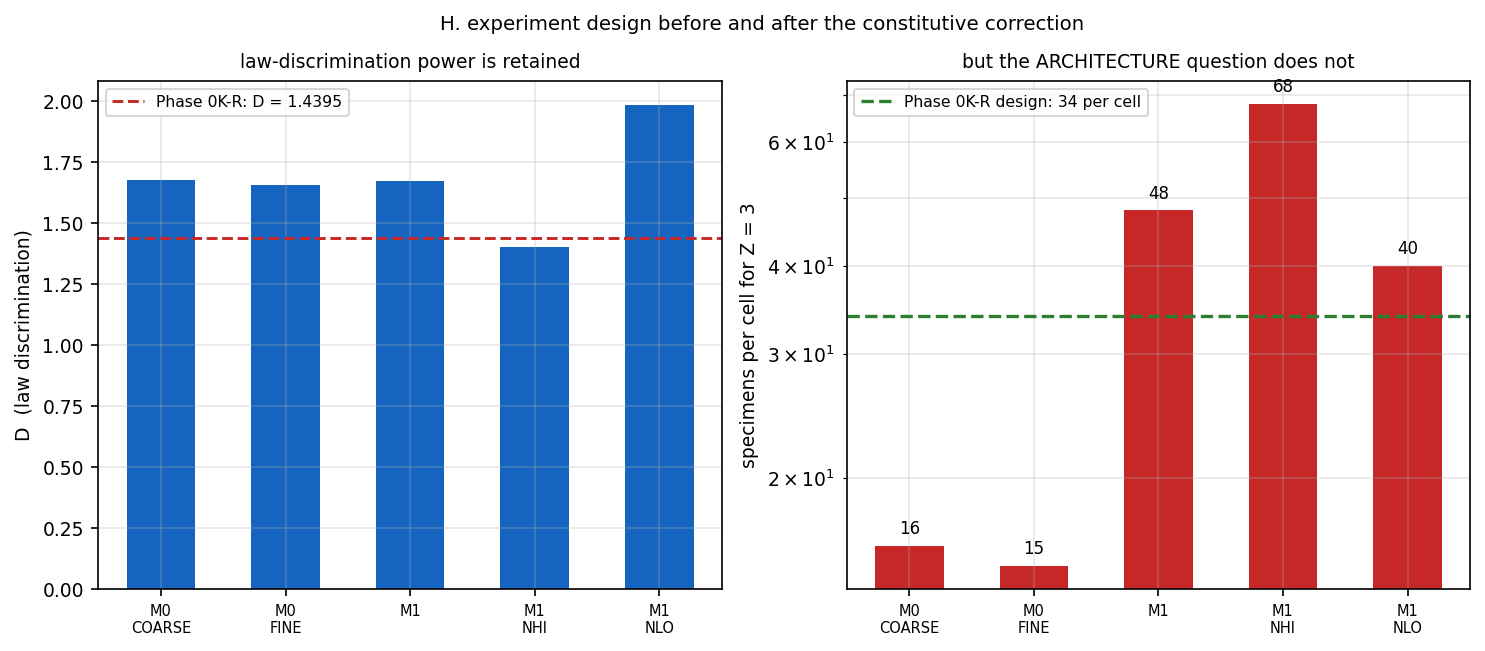 H. experiment design before and after the constitutive correction
law-discrimination power is retained
D (law discrimination)
2.00
1.75
1.50
1.25
1.00
0.75
0.50
0.25
0.00
Phase 0K-R: D = 1.4395
M0
COARSE
M0
FINE
M1
M1
NHI
M1
NLO
but the ARCHITECTURE question does not
specimens per cell for Z = 3
6 × 10¹
4 × 10¹
3 × 10¹
2 × 10¹
Phase 0K-R design: 34 per cell
16
15
48
68
40
M0
COARSE
M0
FINE
M1
M1
NHI
M1
NLO